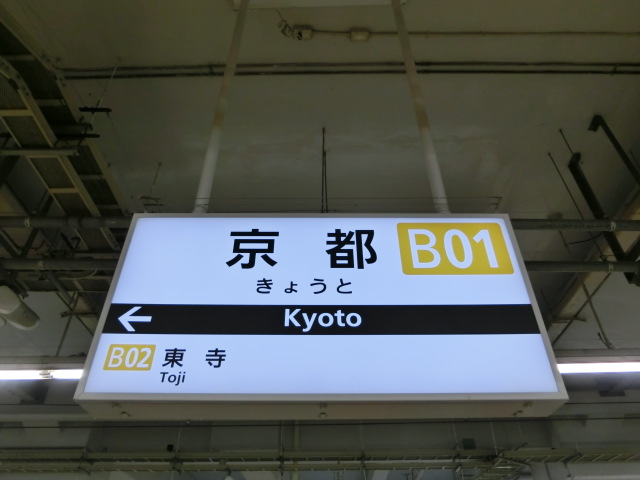 京都 B01
きょうと
← Kyoto
B02 東寺
Toji